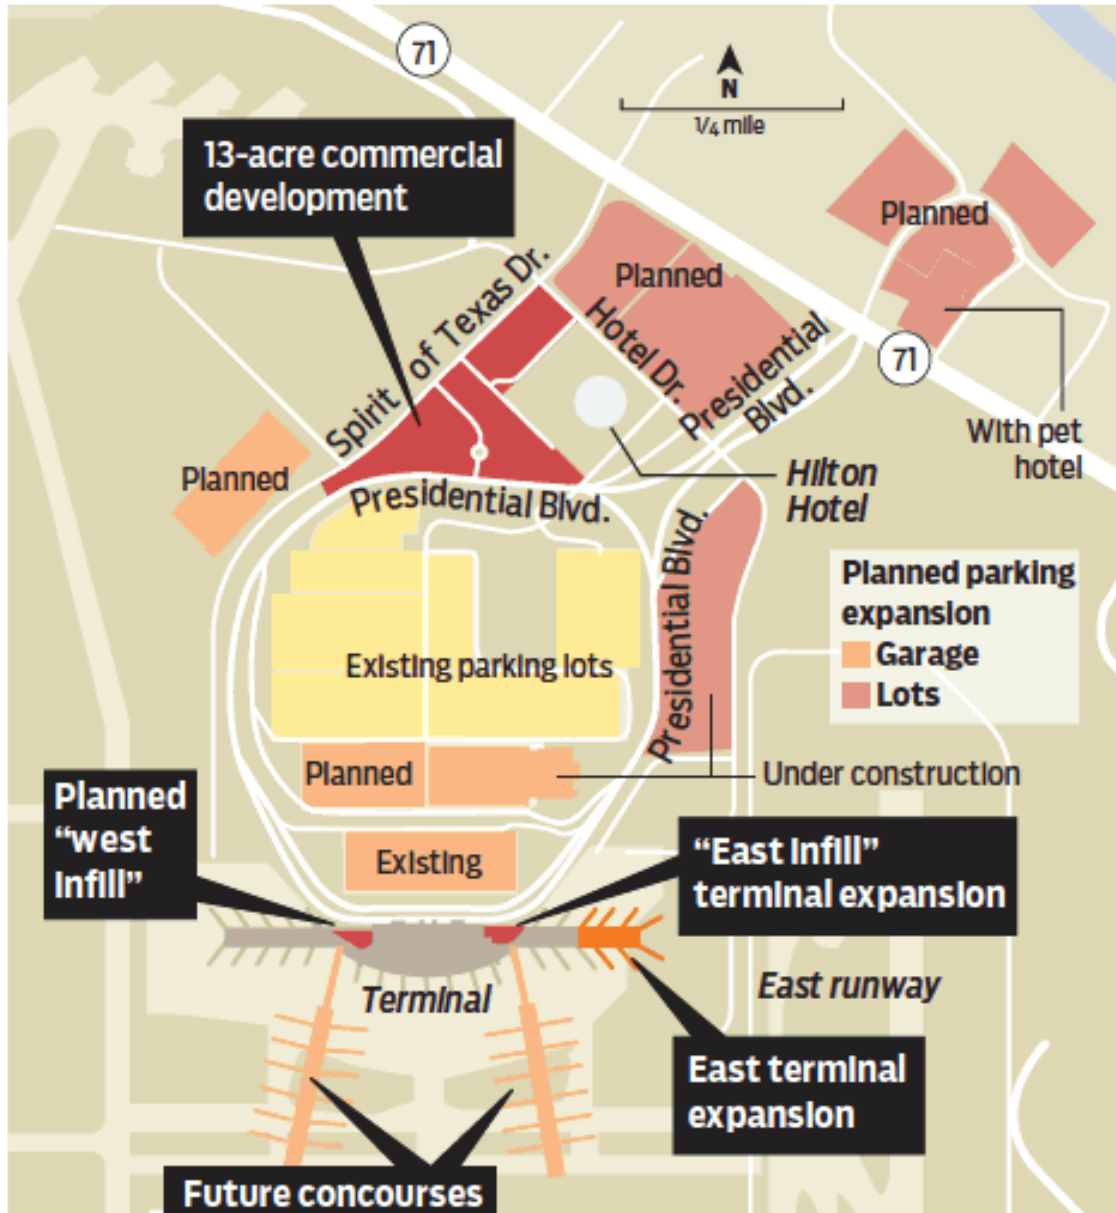 71
N
1/4 mile
13-acre commercial
development
Planned
Planned
Spirit of Texas Dr.
Hotel Dr.
Presidential
Blvd.
71
With pet
hotel
Planned
Hilton
Hotel
Presidential Blvd.
Presidential Blvd.
Planned parking
expansion
Garage
Lots
Existing parking lots
Planned
Under construction
Planned
“west
infill”
Existing
“East infill”
terminal expansion
Terminal
East runway
East terminal
expansion
Future concourses